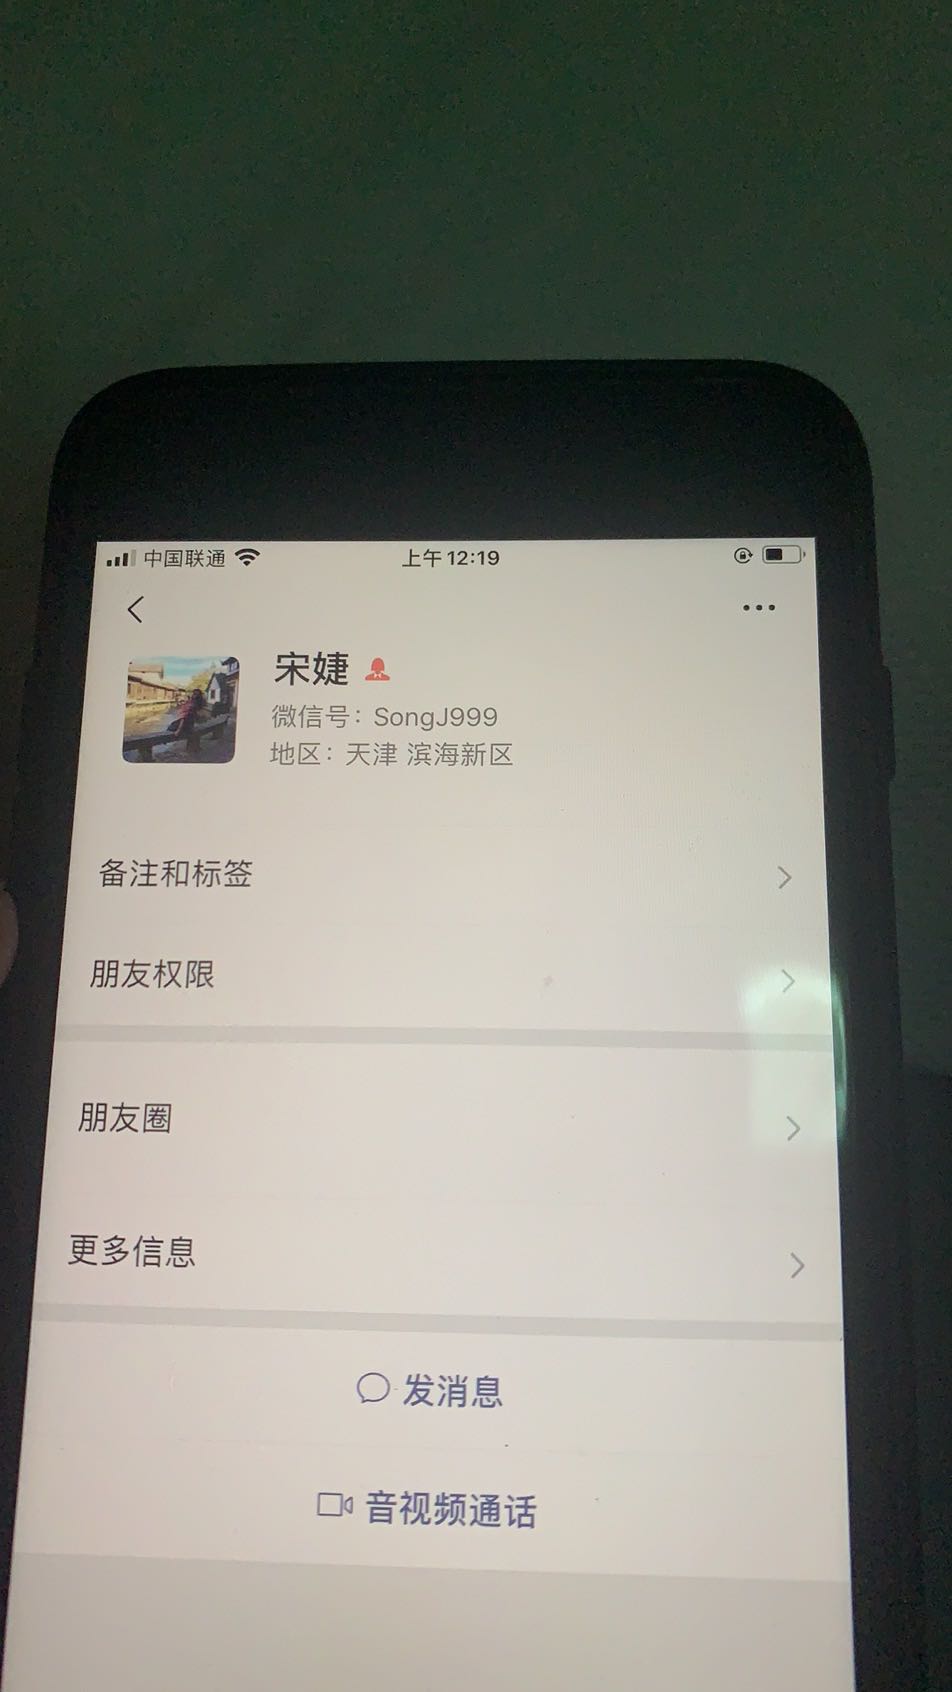 中国联通 上午12:19
宋婕
微信号：SongJ999
地区：天津 滨海新区
备注和标签
朋友权限
朋友圈
更多信息
发消息
音视频通话